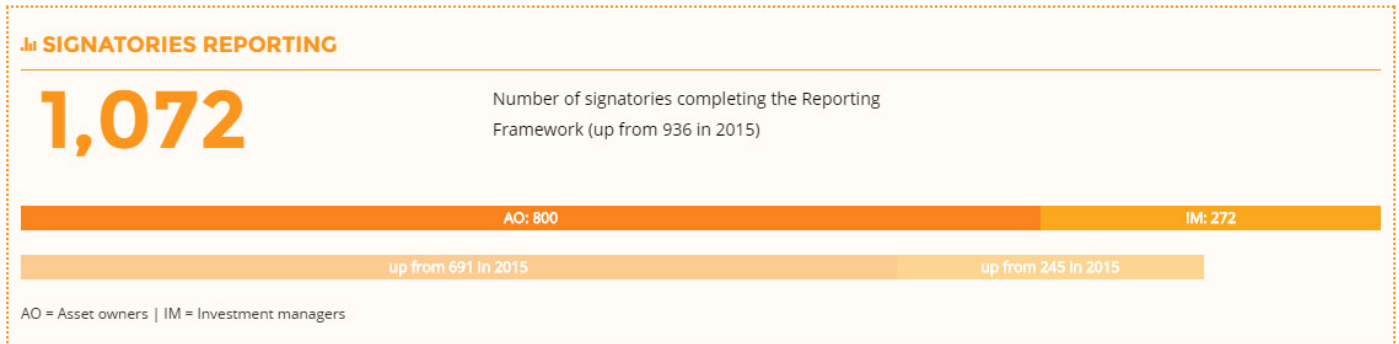 SIGNATORIES REPORTING
1,072
Number of signatories completing the Reporting
Framework (up from 936 in 2015)
AO: 800
IM: 272
up from 691 in 2015
up from 245 in 2015
AO = Asset owners | IM = Investment managers